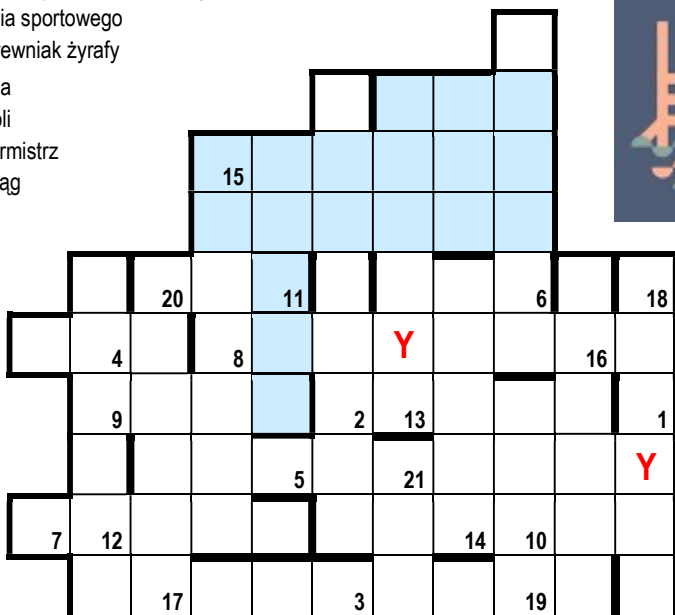 ia sportowego
ewniak żyrafy
a
oli
rmistrz
ąg
15
20 11 6 18
4 8 Y 16
9 2 13 1
5 21 Y
7 12 14 10
17 3 19